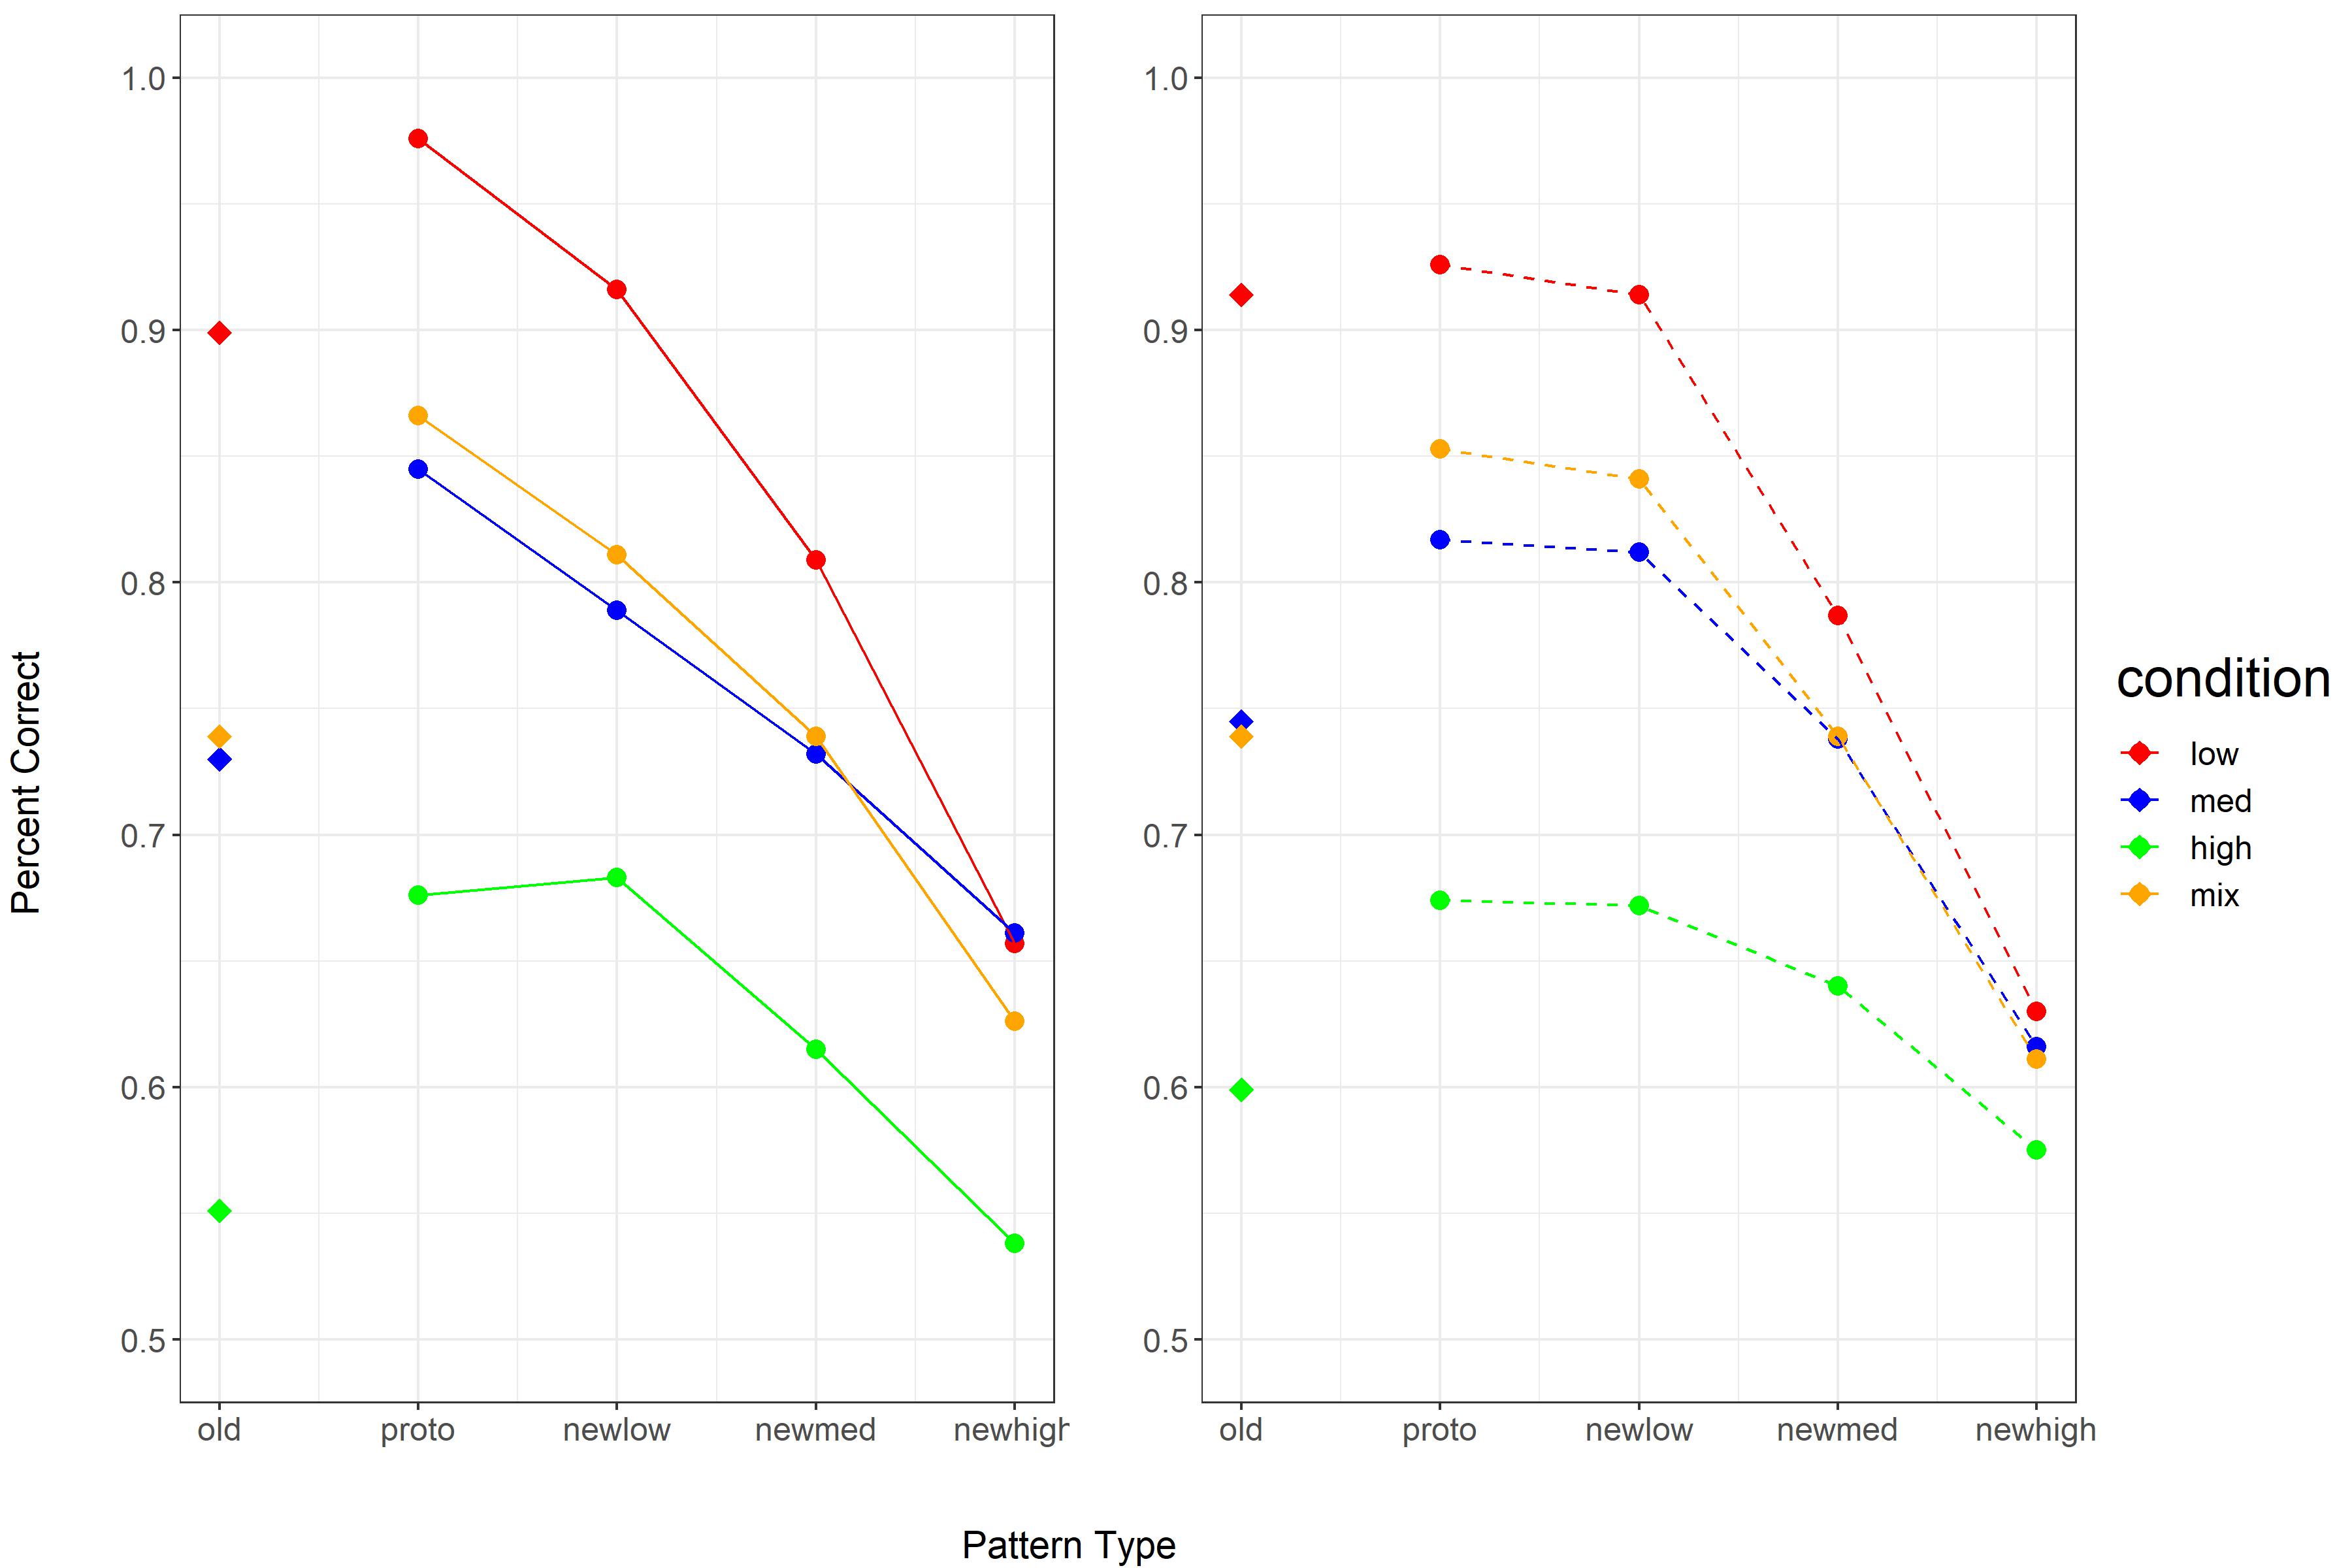 Percent Correct
1.0
0.9
0.8
0.7
0.6
0.5
old proto newlow newmed newhigh
1.0
0.9
0.8
0.7
0.6
0.5
old proto newlow newmed newhigh
Pattern Type
condition
low
med
high
mix